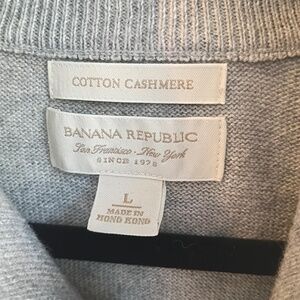 COTTON CASHMERE
BANANA REPUBLIC
San Francisco · New York
SINCE 1978
L
MADE IN
HONG KONG